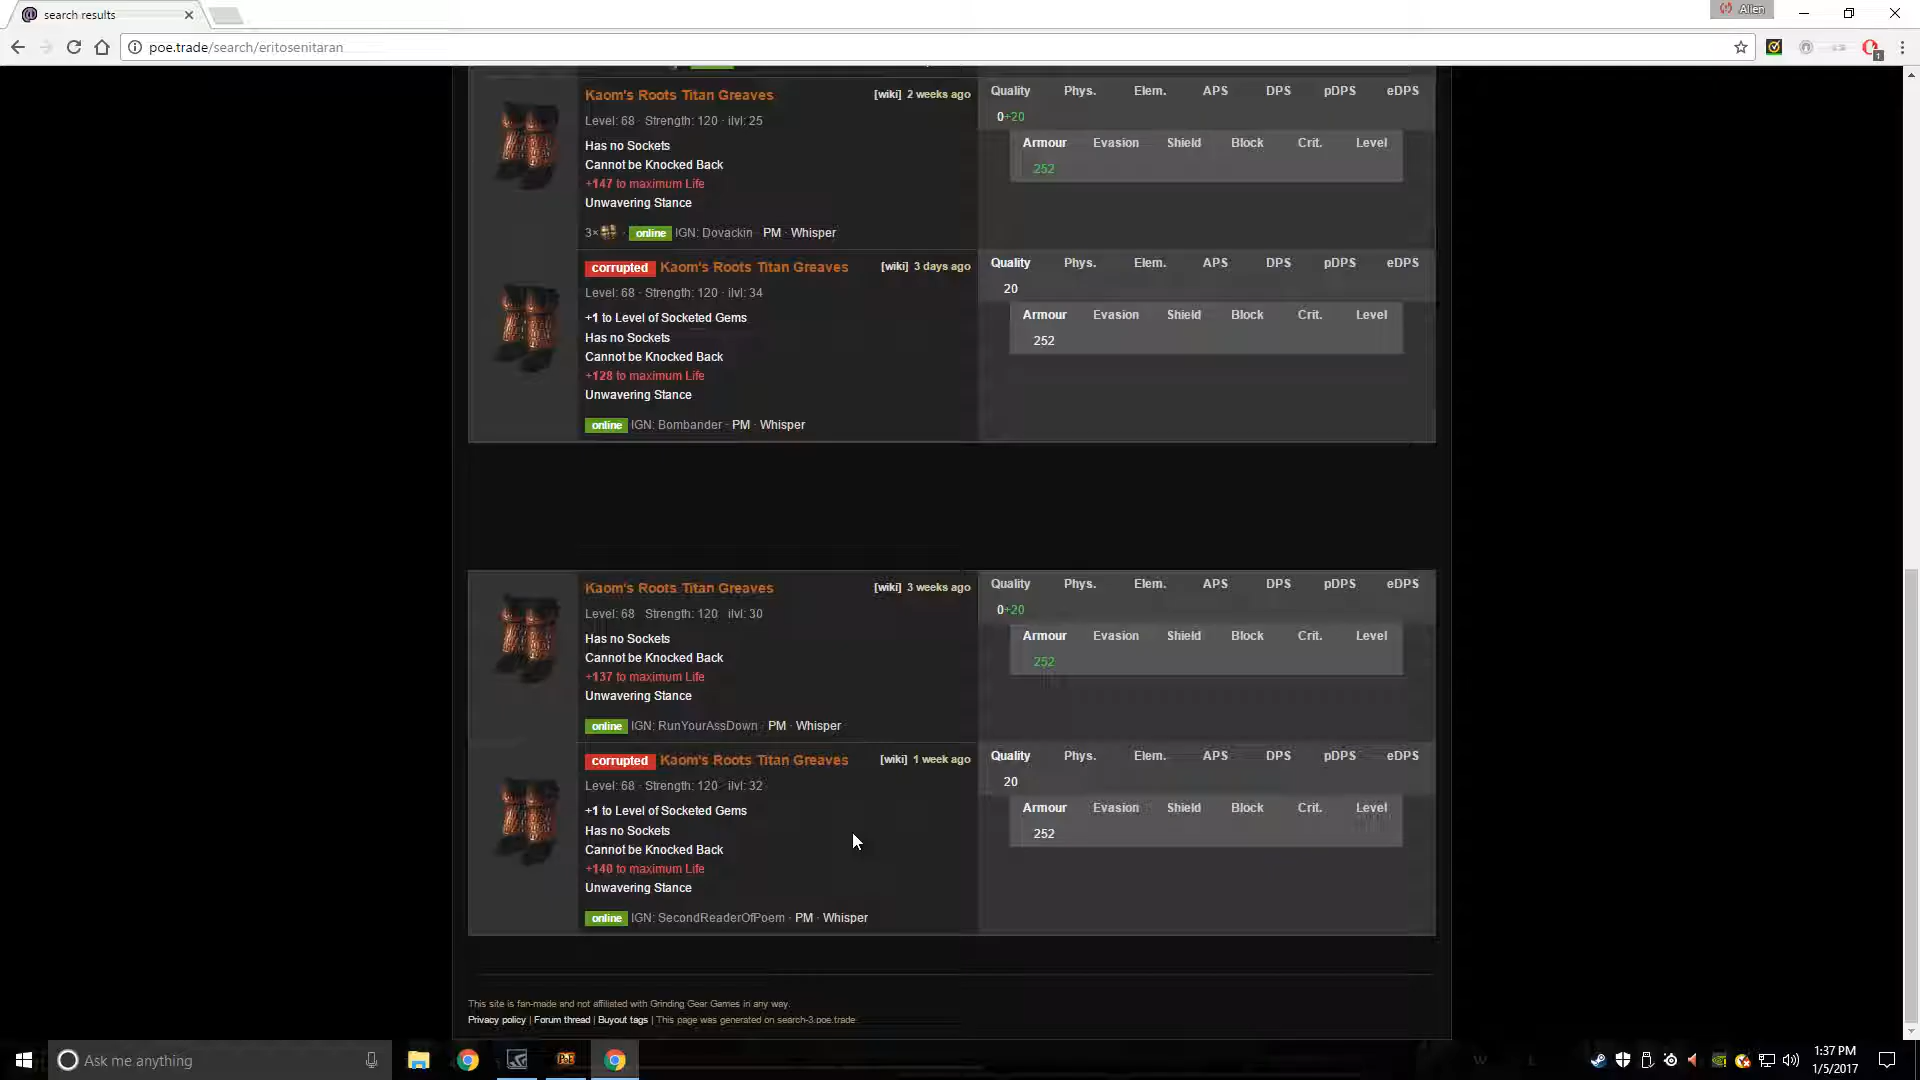 search results
Allen
poe.trade/search/eritosenitaran
1
Kaom's Roots Titan Greaves [wiki] 2 weeks ago
Level: 68 · Strength: 120 · ilvl: 25
Has no Sockets
Cannot be Knocked Back
+147 to maximum Life
Unwavering Stance
3× · online IGN: Dovackin · PM · Whisper
Quality Phys. Elem. APS DPS pDPS eDPS
0+20
Armour Evasion Shield Block Crit. Level
252
corrupted Kaom's Roots Titan Greaves [wiki] 3 days ago
Level: 68 · Strength: 120 · ilvl: 34
+1 to Level of Socketed Gems
Has no Sockets
Cannot be Knocked Back
+128 to maximum Life
Unwavering Stance
online IGN: Bombander · PM · Whisper
Quality Phys. Elem. APS DPS pDPS eDPS
20
Armour Evasion Shield Block Crit. Level
252
Kaom's Roots Titan Greaves [wiki] 3 weeks ago
Level: 68 Strength: 120 ilvl: 30
Has no Sockets
Cannot be Knocked Back
+137 to maximum Life
Unwavering Stance
online IGN: RunYourAssDown · PM · Whisper
Quality Phys. Elem. APS DPS pDPS eDPS
0+20
Armour Evasion Shield Block Crit. Level
252
corrupted Kaom's Roots Titan Greaves [wiki] 1 week ago
Level: 68 · Strength: 120 · ilvl: 32
+1 to Level of Socketed Gems
Has no Sockets
Cannot be Knocked Back
+140 to maximum Life
Unwavering Stance
online IGN: SecondReaderOfPoem · PM · Whisper
Quality Phys. Elem. APS DPS pDPS eDPS
20
Armour Evasion Shield Block Crit. Level
252
This site is fan-made and not affiliated with Grinding Gear Games in any way.
Privacy policy | Forum thread | Buyout tags | This page was generated on search-3.poe.trade.
Ask me anything
PoE
1:37 PM
1/5/2017